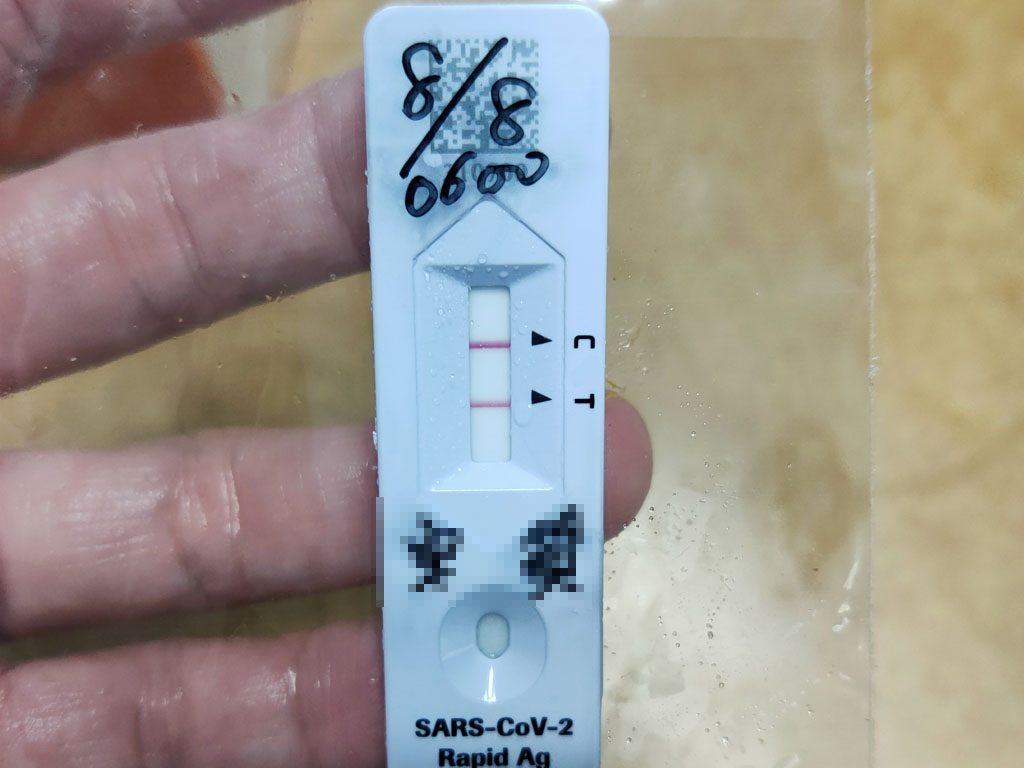 8/8
0600
C
T
SARS-CoV-2
Rapid Ag